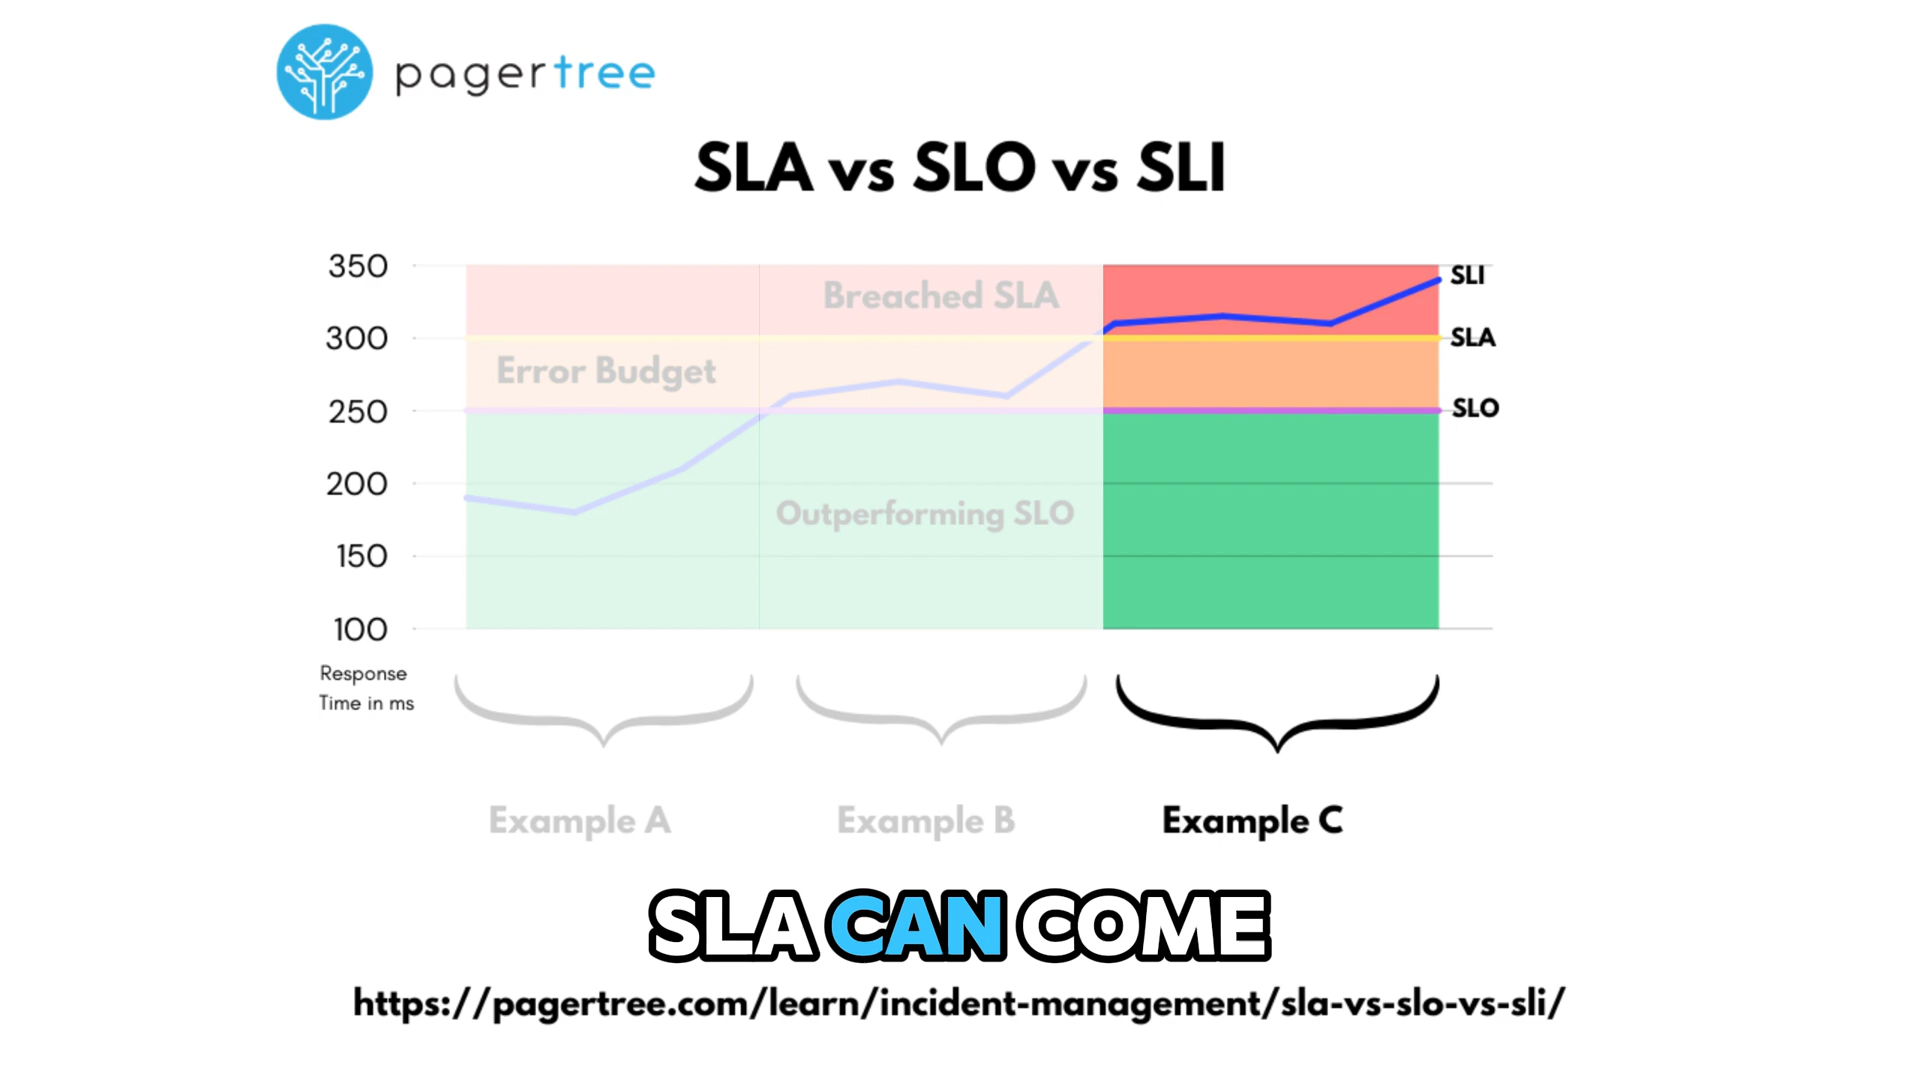 pagertree
SLA vs SLO vs SLI
350
300
250
200
150
100
Breached SLA
Error Budget
Outperforming SLO
SLI
SLA
SLO
Response
Time in ms
Example A
Example B
Example C
SLA CAN COME
https://pagertree.com/learn/incident-management/sla-vs-slo-vs-sli/